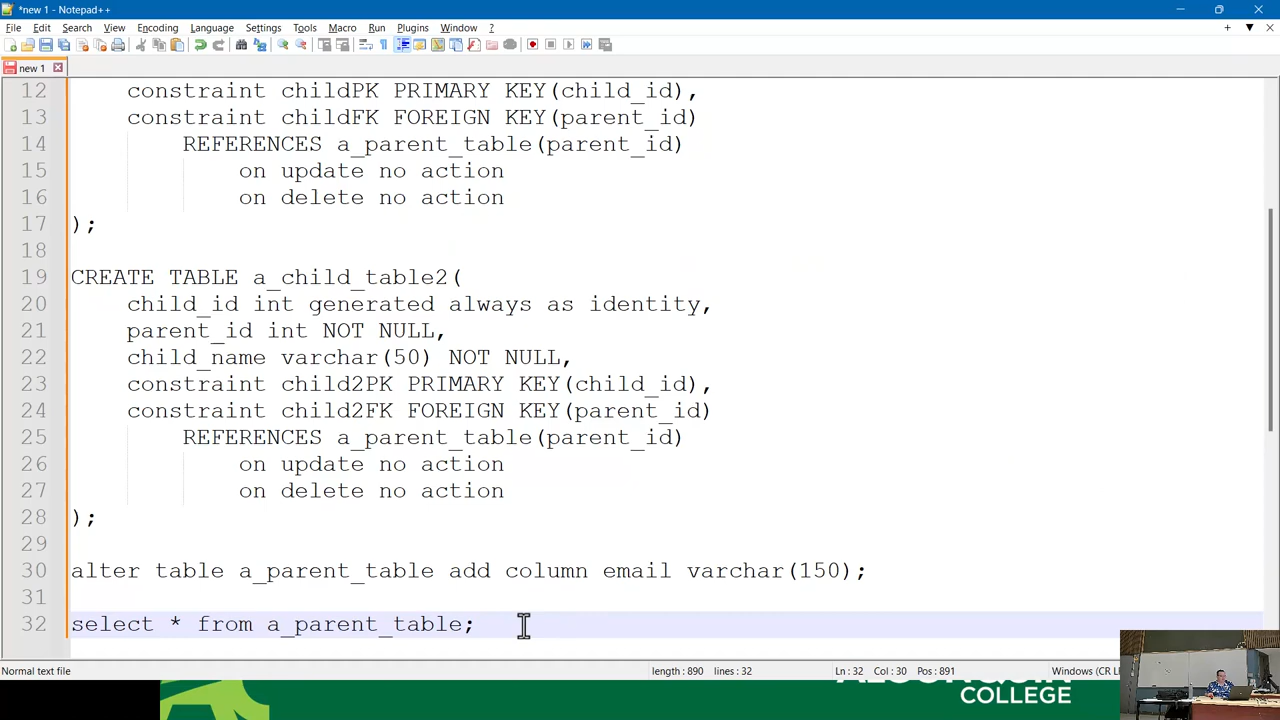 *new 1 - Notepad++
File Edit Search View Encoding Language Settings Tools Macro Run Plugins Window ?
new 1
12 constraint childPK PRIMARY KEY(child_id),
13 constraint childFK FOREIGN KEY(parent_id)
14 REFERENCES a_parent_table(parent_id)
15 on update no action
16 on delete no action
17 );
18
19 CREATE TABLE a_child_table2(
20 child_id int generated always as identity,
21 parent_id int NOT NULL,
22 child_name varchar(50) NOT NULL,
23 constraint child2PK PRIMARY KEY(child_id),
24 constraint child2FK FOREIGN KEY(parent_id)
25 REFERENCES a_parent_table(parent_id)
26 on update no action
27 on delete no action
28 );
29
30 alter table a_parent_table add column email varchar(150);
31
32 select * from a_parent_table;
Normal text file length : 890 lines : 32 Ln : 32 Col : 30 Pos : 891 Windows (CR L
COLLEGE